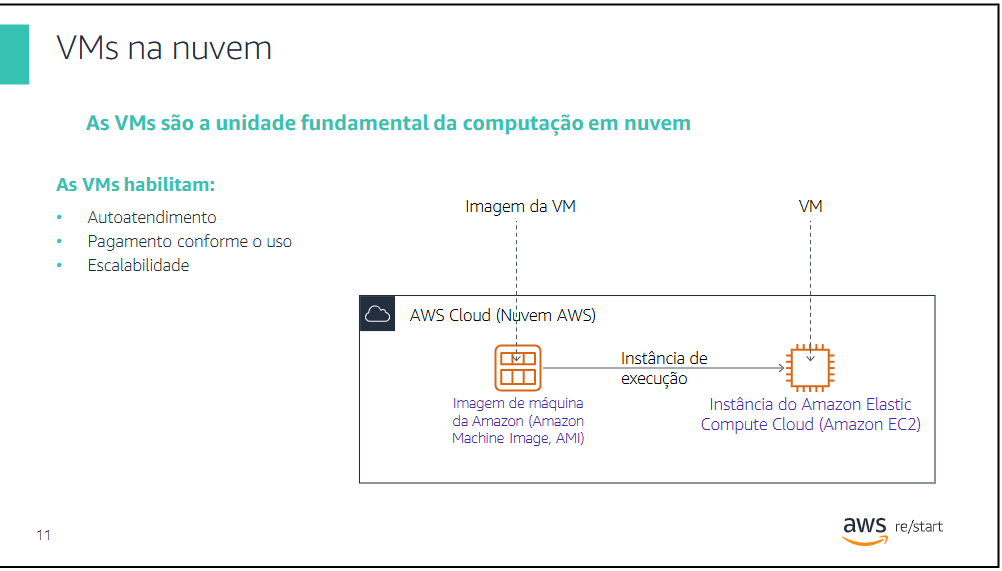 VMs na nuvem
As VMs são a unidade fundamental da computação em nuvem
As VMs habilitam:
• Autoatendimento
• Pagamento conforme o uso
• Escalabilidade
Imagem da VM
VM
AWS Cloud (Nuvem AWS)
Instância de
execução
Imagem de máquina
da Amazon (Amazon
Machine Image, AMI)
Instância do Amazon Elastic
Compute Cloud (Amazon EC2)
11
aws re/start